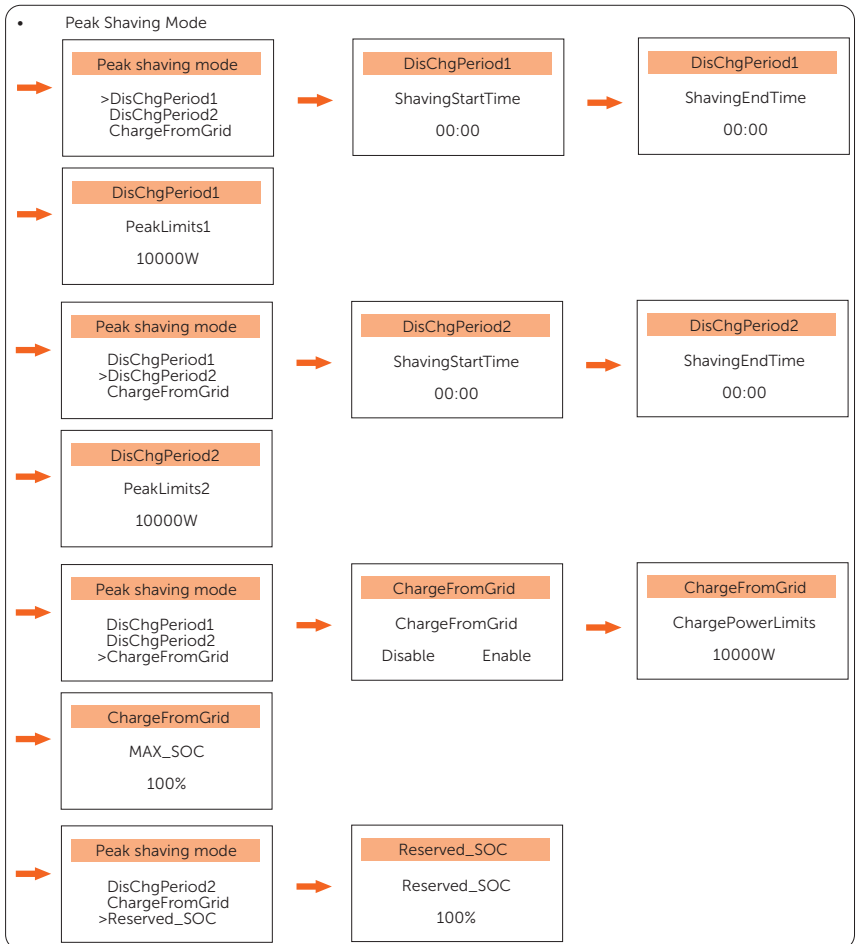 • Peak Shaving Mode
Peak shaving mode
>DisChgPeriod1
DisChgPeriod2
ChargeFromGrid
DisChgPeriod1
ShavingStartTime
00:00
DisChgPeriod1
ShavingEndTime
00:00
DisChgPeriod1
PeakLimits1
10000W
Peak shaving mode
DisChgPeriod1
>DisChgPeriod2
ChargeFromGrid
DisChgPeriod2
ShavingStartTime
00:00
DisChgPeriod2
ShavingEndTime
00:00
DisChgPeriod2
PeakLimits2
10000W
Peak shaving mode
DisChgPeriod1
DisChgPeriod2
>ChargeFromGrid
ChargeFromGrid
ChargeFromGrid
Disable Enable
ChargeFromGrid
ChargePowerLimits
10000W
ChargeFromGrid
MAX_SOC
100%
Peak shaving mode
DisChgPeriod2
ChargeFromGrid
>Reserved_SOC
Reserved_SOC
Reserved_SOC
100%